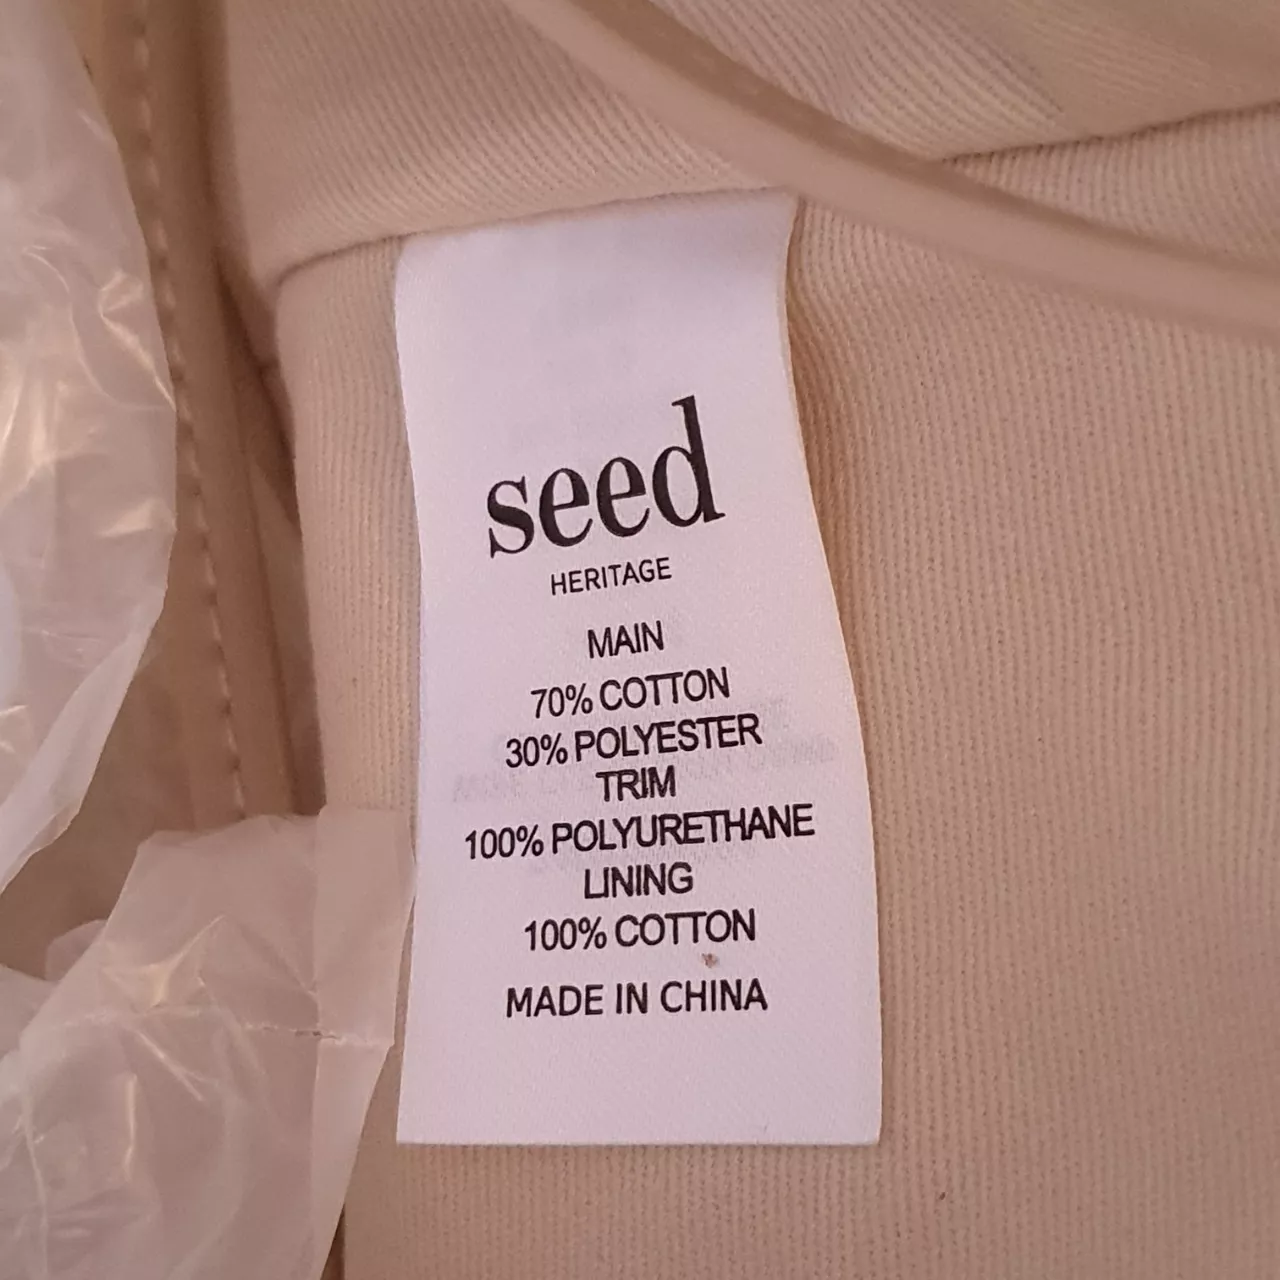 seed
HERITAGE
MAIN
70% COTTON
30% POLYESTER
TRIM
100% POLYURETHANE
LINING
100% COTTON
MADE IN CHINA